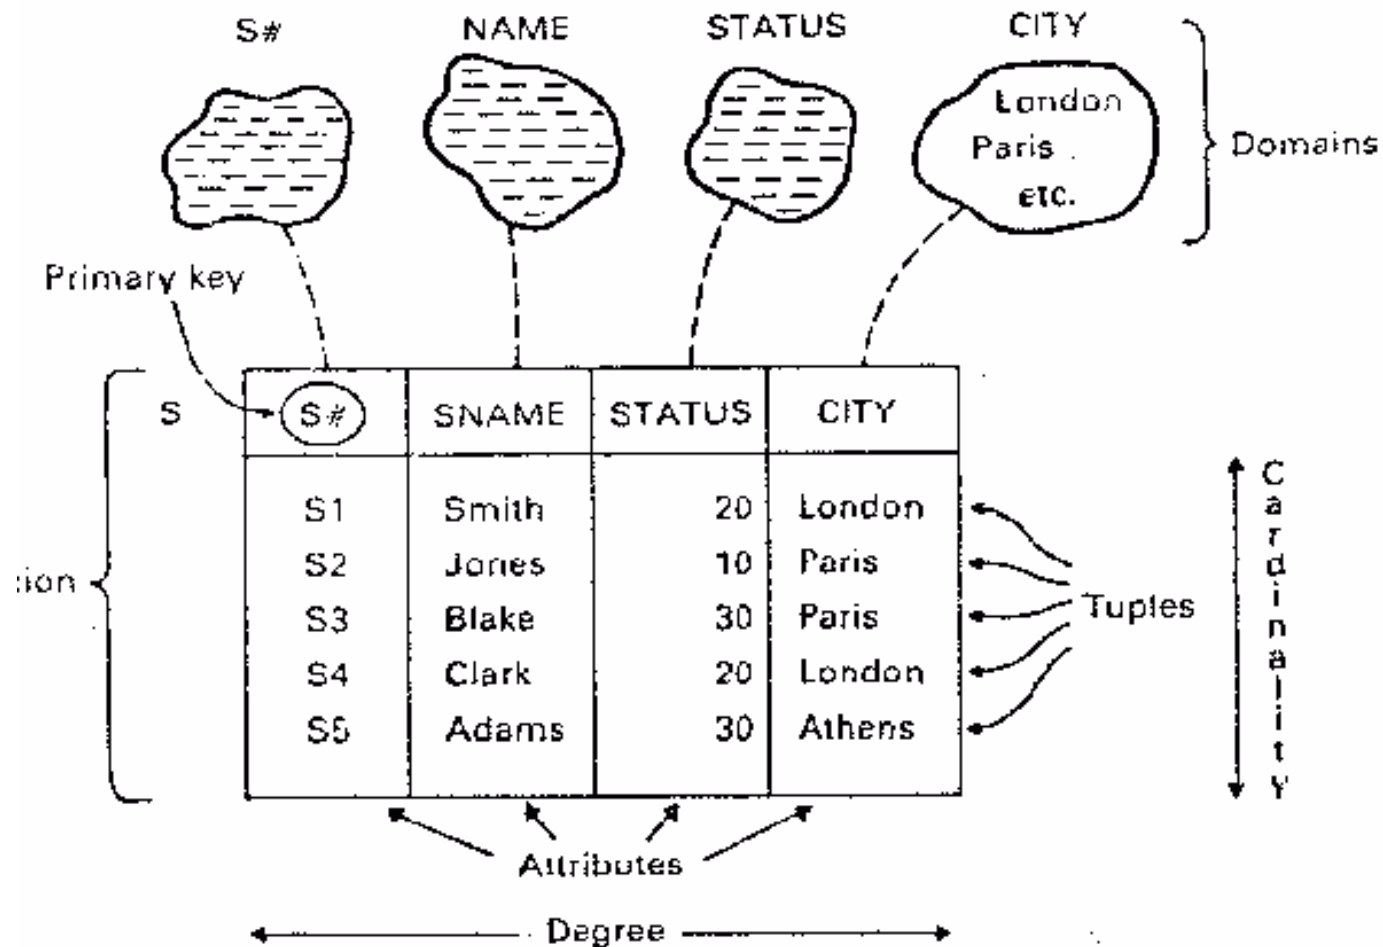 S# NAME STATUS CITY
London
Paris
etc.
Domains
Primary key
S S# SNAME STATUS CITY
S1 Smith 20 London
S2 Jones 10 Paris
S3 Blake 30 Paris
S4 Clark 20 London
S5 Adams 30 Athens
tion
Tuples
Cardinality
Attributes
Degree